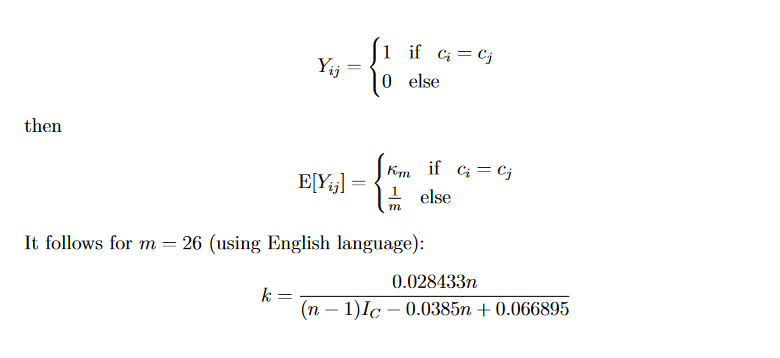 Y_{ij} = { 1 if c_i = c_j
0 else
then
E[Y_{ij}] = { κ_m if c_i = c_j
1/m else
It follows for m = 26 (using English language):
k = 0.028433n / ((n − 1)I_C − 0.0385n + 0.066895)